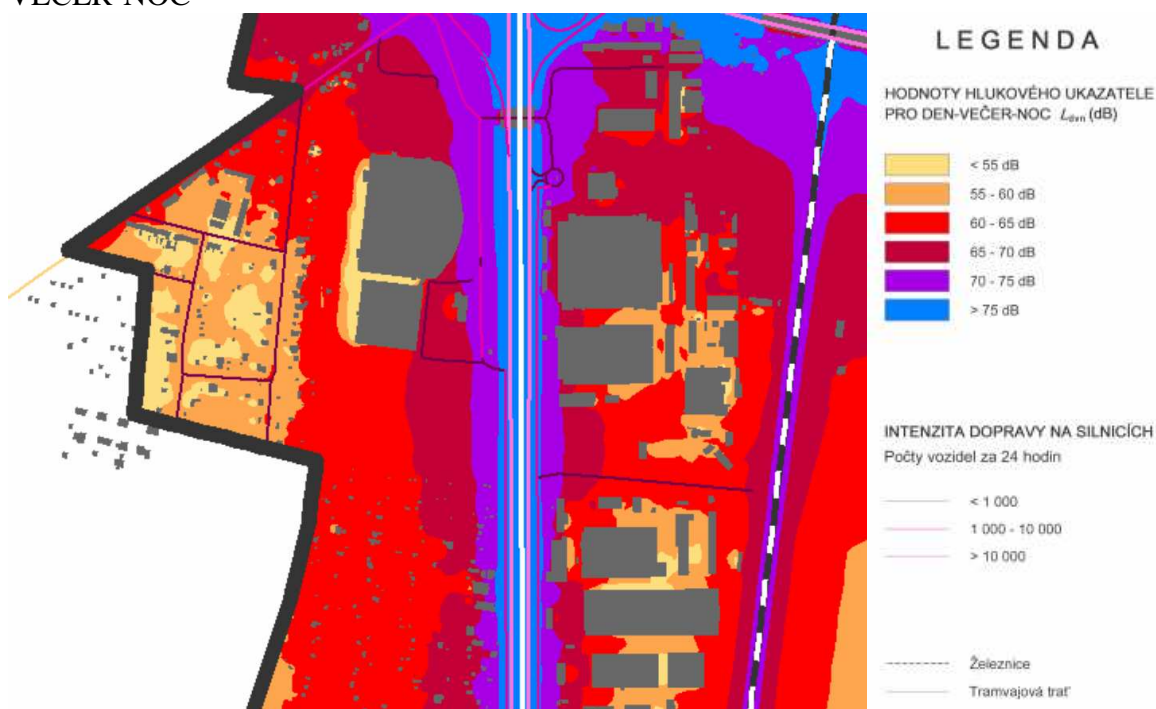 VEČER-NOC
LEGENDA
HODNOTY HLUKOVÉHO UKAZATELE
PRO DEN-VEČER-NOC Ldvn (dB)
< 55 dB
55 - 60 dB
60 - 65 dB
65 - 70 dB
70 - 75 dB
> 75 dB
INTENZITA DOPRAVY NA SILNICÍCH
Počty vozidel za 24 hodin
< 1 000
1 000 - 10 000
> 10 000
Železnice
Tramvajová trať